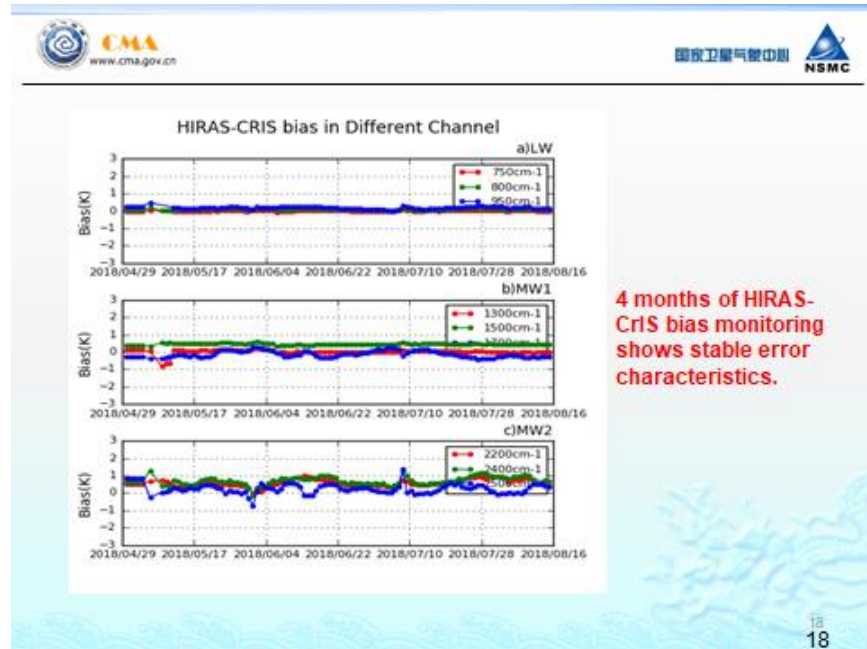 CMA
www.cma.gov.cn
国家卫星气象中心
NSMC
HIRAS-CRIS bias in Different Channel
a)LW
3
2
1
0
−1
−2
−3
Bias(K)
750cm-1
800cm-1
950cm-1
2018/04/29 2018/05/17 2018/06/04 2018/06/22 2018/07/10 2018/07/28 2018/08/16
b)MW1
3
2
1
0
−1
−2
−3
Bias(K)
1300cm-1
1500cm-1
1700cm-1
2018/04/29 2018/05/17 2018/06/04 2018/06/22 2018/07/10 2018/07/28 2018/08/16
c)MW2
3
2
1
0
−1
−2
−3
Bias(K)
2200cm-1
2400cm-1
2500cm-1
2018/04/29 2018/05/17 2018/06/04 2018/06/22 2018/07/10 2018/07/28 2018/08/16
4 months of HIRAS-
CrIS bias monitoring
shows stable error
characteristics.
18
18